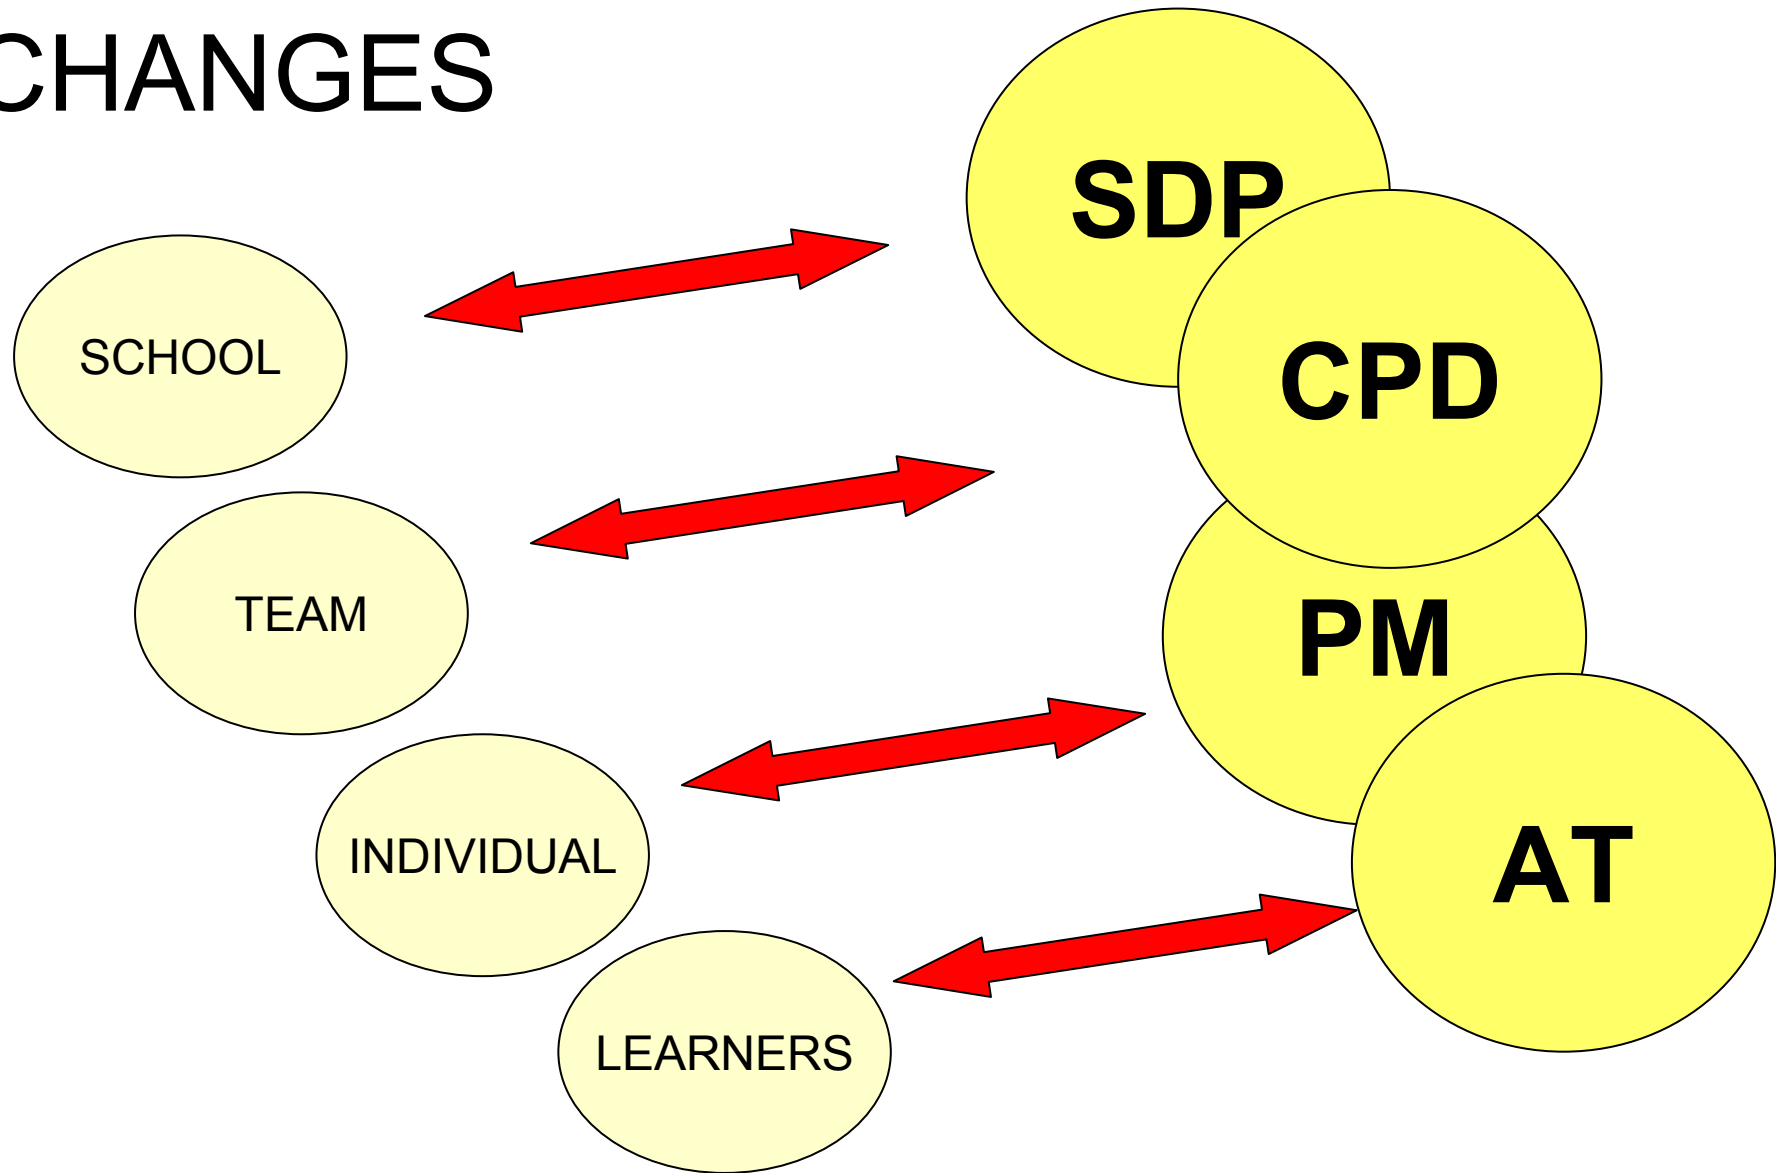 CHANGES
SDP
CPD
SCHOOL
TEAM
PM
INDIVIDUAL
AT
LEARNERS